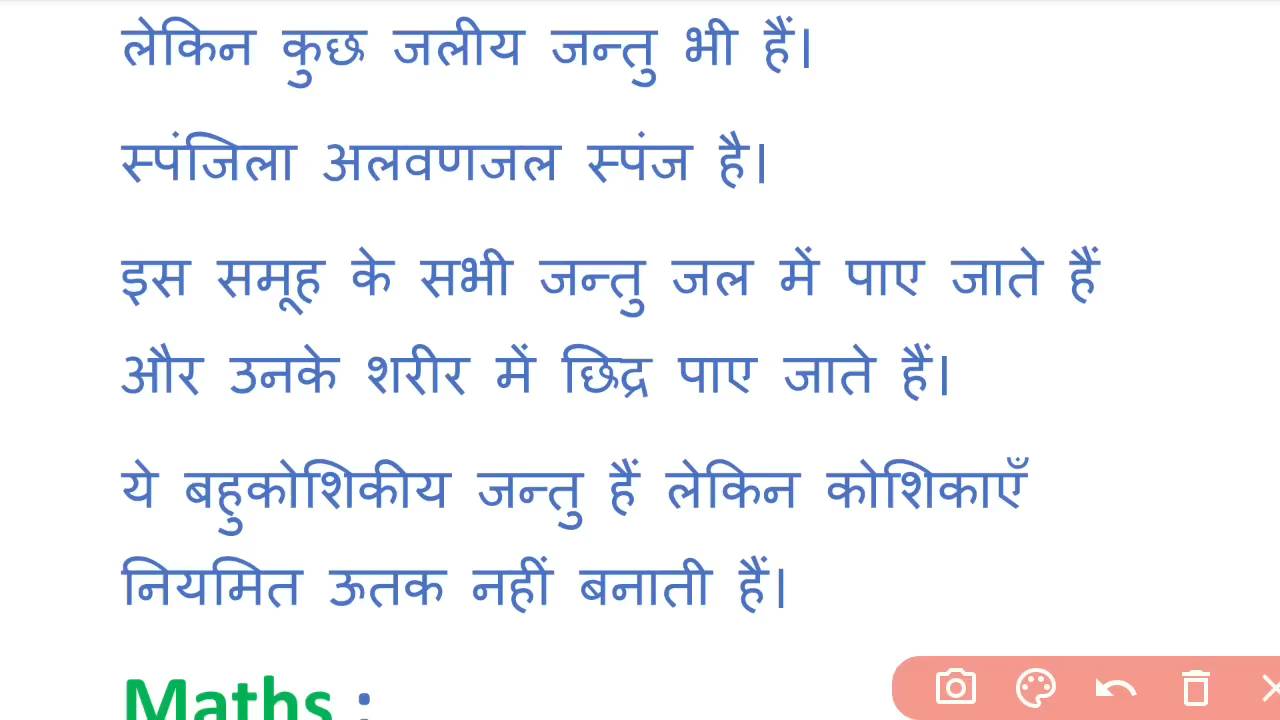 लेकिन कुछ जलीय जन्तु भी हैं।
स्पंजिला अलवणजल स्पंज है।
इस समूह के सभी जन्तु जल में पाए जाते हैं
और उनके शरीर में छिद्र पाए जाते हैं।
ये बहुकोशिकीय जन्तु हैं लेकिन कोशिकाएँ
नियमित ऊतक नहीं बनाती हैं।
Maths :